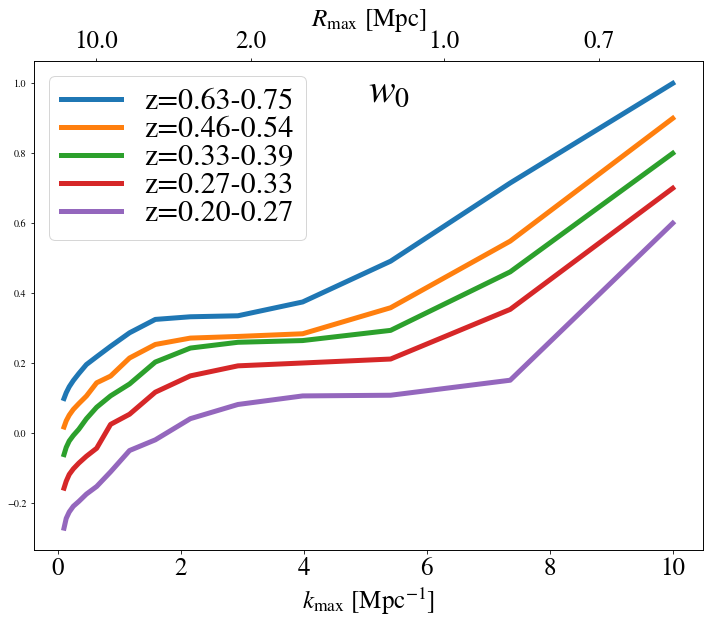 R_max [Mpc]
10.0 2.0 1.0 0.7
w_0
z=0.63-0.75
z=0.46-0.54
z=0.33-0.39
z=0.27-0.33
z=0.20-0.27
1.0
0.8
0.6
0.4
0.2
0.0
−0.2
0 2 4 6 8 10
k_max [Mpc⁻¹]